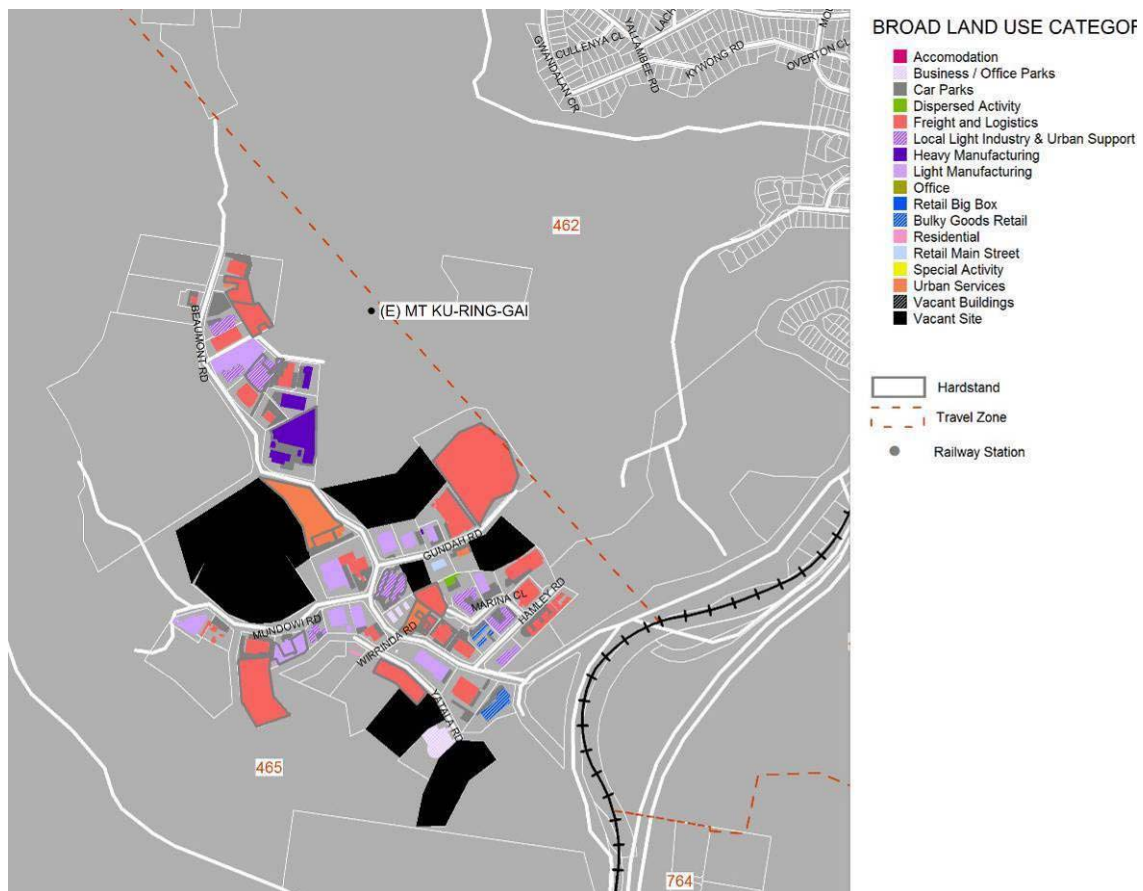 GWANDALAN CR
CULLENYA CL
YALLAMBEE RD
KYWONG RD
OVERTON CL
462
(E) MT KU-RING-GAI
BEAUMONT RD
GUNDAH RD
MARINA CL
HAMLEY RD
MUNDOWI RD
WIRRINDA RD
YATALA RD
465
764
BROAD LAND USE CATEGOR
Accomodation
Business / Office Parks
Car Parks
Dispersed Activity
Freight and Logistics
Local Light Industry & Urban Support
Heavy Manufacturing
Light Manufacturing
Office
Retail Big Box
Bulky Goods Retail
Residential
Retail Main Street
Special Activity
Urban Services
Vacant Buildings
Vacant Site
Hardstand
Travel Zone
Railway Station